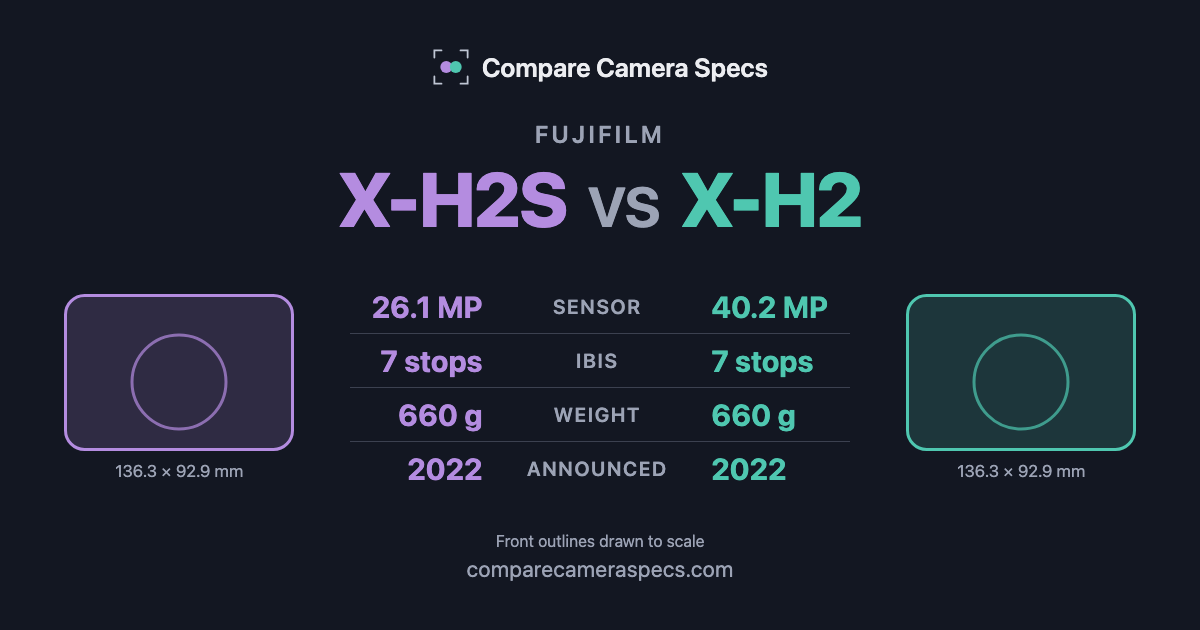 Compare Camera Specs
FUJIFILM
X-H2S VS X-H2
26.1 MP SENSOR 40.2 MP
7 stops IBIS 7 stops
660 g WEIGHT 660 g
2022 ANNOUNCED 2022
136.3 × 92.9 mm
136.3 × 92.9 mm
Front outlines drawn to scale
comparecameraspecs.com